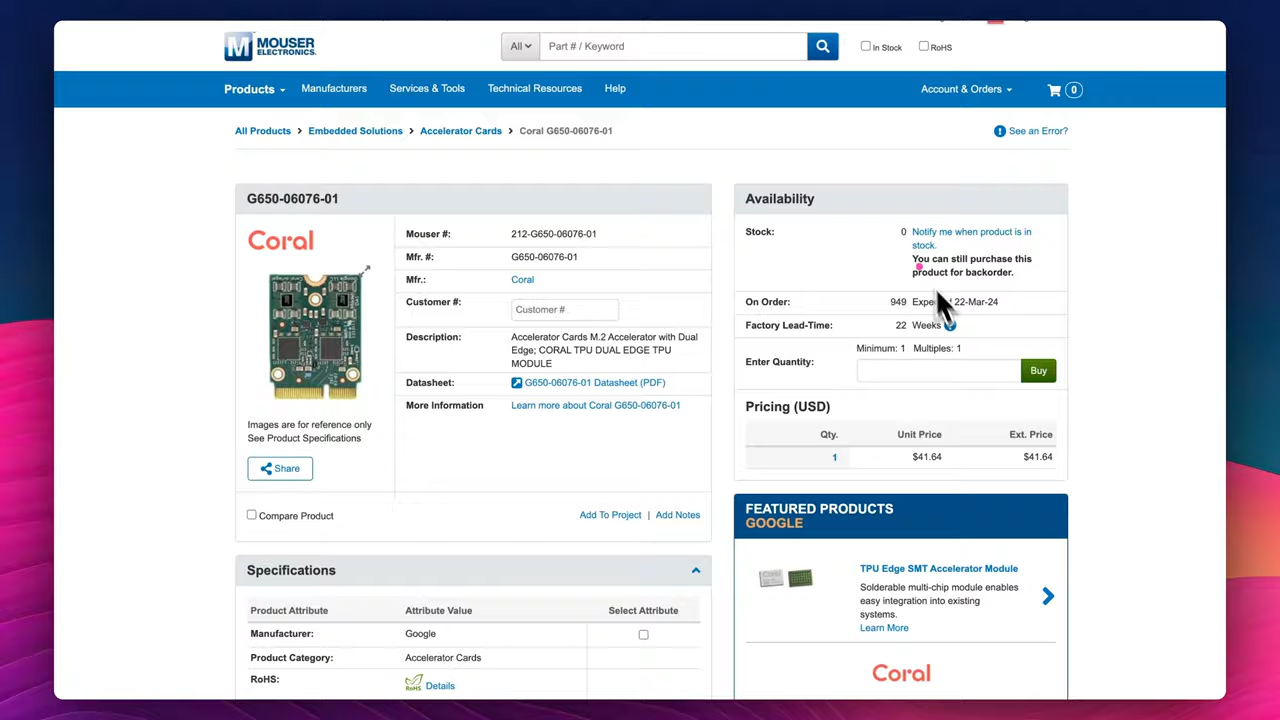 M MOUSER ELECTRONICS
All
Part # / Keyword
In Stock
RoHS
Products
Manufacturers
Services & Tools
Technical Resources
Help
Account & Orders
0
All Products > Embedded Solutions > Accelerator Cards > Coral G650-06076-01
See an Error?
G650-06076-01
Coral
Images are for reference only
See Product Specifications
Share
Mouser #: 212-G650-06076-01
Mfr. #: G650-06076-01
Mfr.: Coral
Customer #: Customer #
Description: Accelerator Cards M.2 Accelerator with Dual
Edge; CORAL TPU DUAL EDGE TPU
MODULE
Datasheet: G650-06076-01 Datasheet (PDF)
More Information Learn more about Coral G650-06076-01
Compare Product
Add To Project | Add Notes
Availability
Stock: 0 Notify me when product is in
stock.
You can still purchase this
product for backorder.
On Order: 949 22-Mar-24
Factory Lead-Time: 22 Weeks
Minimum: 1 Multiples: 1
Enter Quantity:
Buy
Pricing (USD)
Qty. Unit Price Ext. Price
1 $41.64 $41.64
FEATURED PRODUCTS
GOOGLE
TPU Edge SMT Accelerator Module
Solderable multi-chip module enables
easy integration into existing
systems.
Learn More
Coral
Specifications
Product Attribute Attribute Value Select Attribute
Manufacturer: Google
Product Category: Accelerator Cards
RoHS: RoHS Details